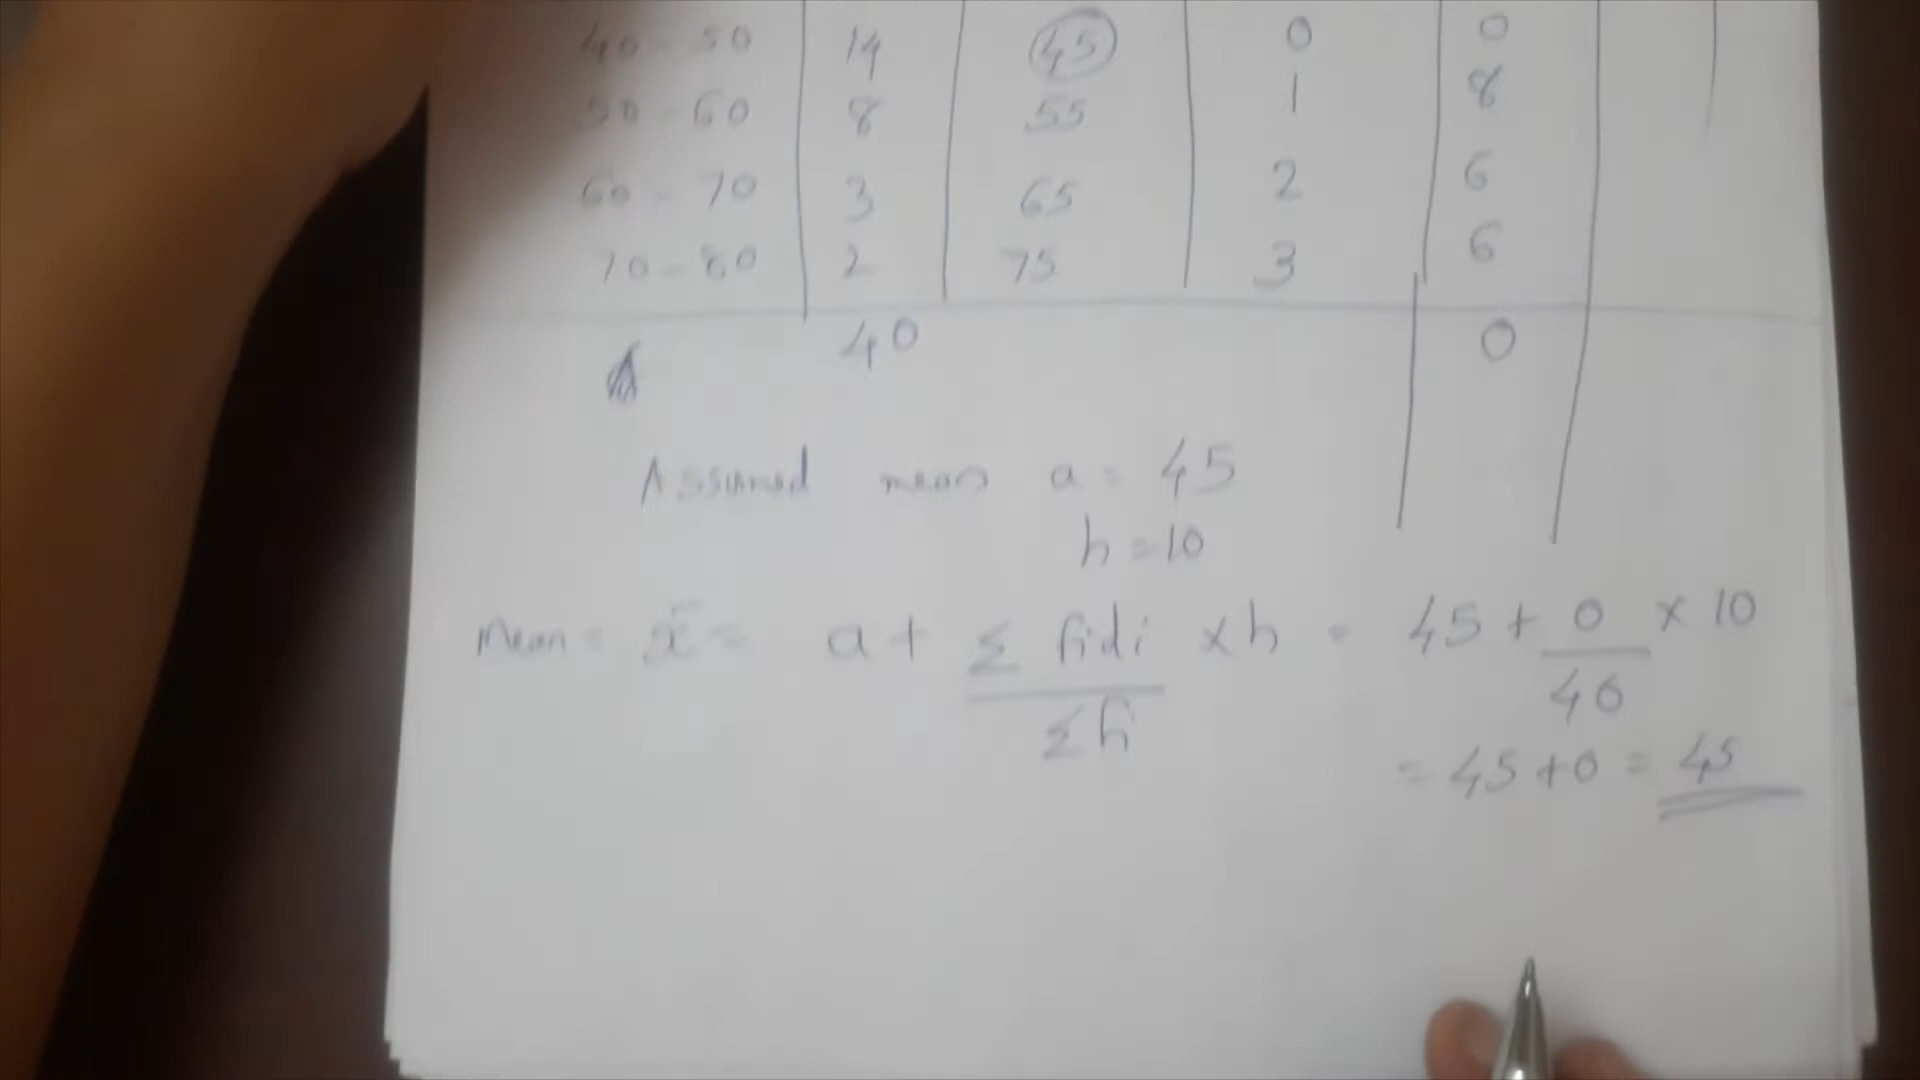 40 - 50 14 45 0 0
50 - 60 8 55 1 8
60 - 70 3 65 2 6
70 - 80 2 75 3 6
40 0
Assumed mean a = 45
h = 10
Mean = x̄ = a + Σ fidi / Σfi × h = 45 + 0/40 × 10
= 45 + 0 = 45